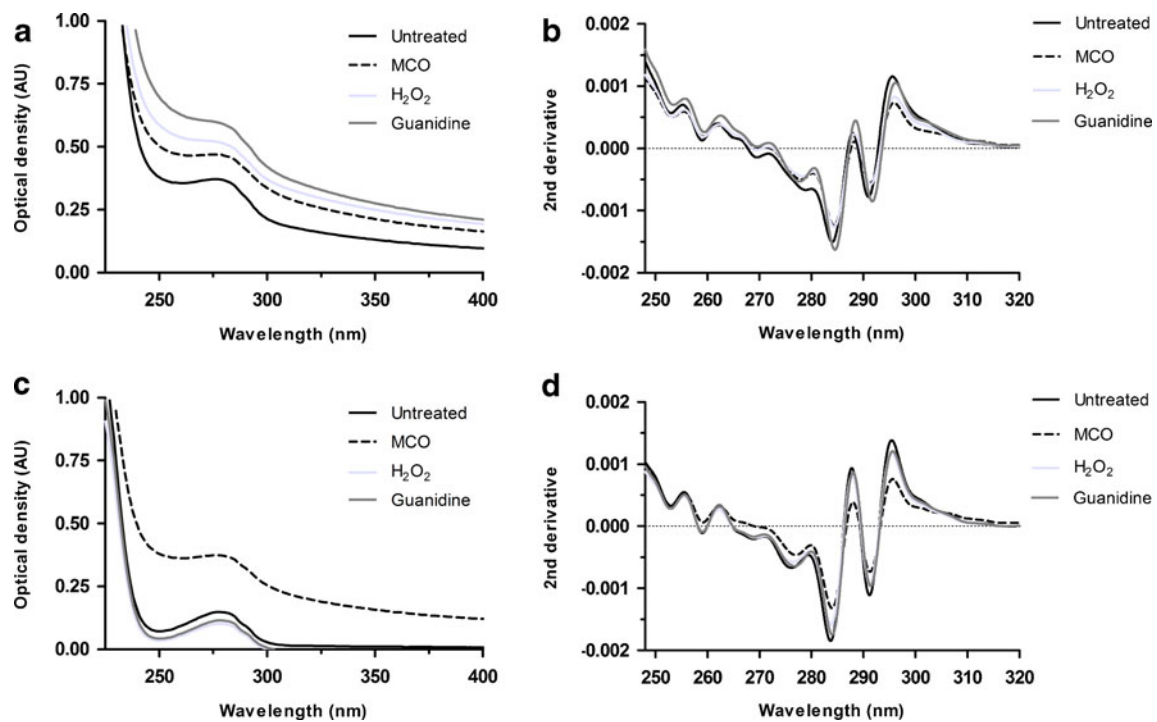 a
Optical density (AU)
1.00
0.75
0.50
0.25
0.00
250
300
350
400
Wavelength (nm)
Untreated
MCO
H₂O₂
Guanidine
b
2nd derivative
0.002
0.001
0.000
-0.001
-0.002
250
260
270
280
290
300
310
320
Wavelength (nm)
Untreated
MCO
H₂O₂
Guanidine
c
Optical density (AU)
1.00
0.75
0.50
0.25
0.00
250
300
350
400
Wavelength (nm)
Untreated
MCO
H₂O₂
Guanidine
d
2nd derivative
0.002
0.001
0.000
-0.001
-0.002
250
260
270
280
290
300
310
320
Wavelength (nm)
Untreated
MCO
H₂O₂
Guanidine